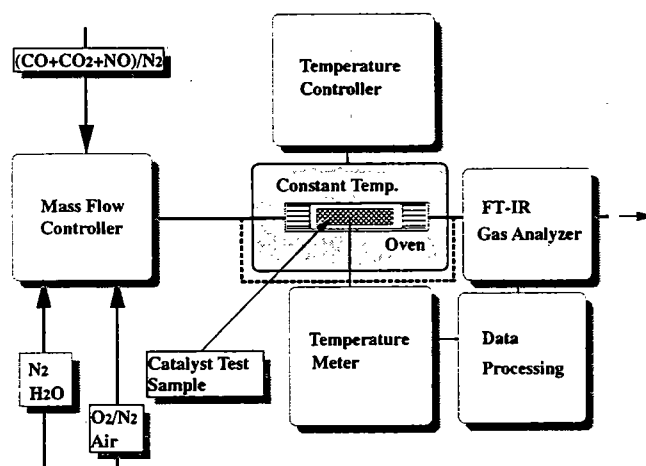 (CO+CO2+NO)/N2
Temperature
Controller
Mass Flow
Controller
Constant Temp.
Oven
FT-IR
Gas Analyzer
N2
H2O
O2/N2
Air
Catalyst Test
Sample
Temperature
Meter
Data
Processing